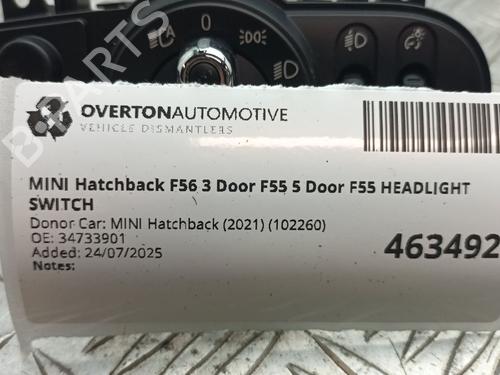 A
0
OVERTONAUTOMOTIVE
VEHICLE DISMANTLERS
MINI Hatchback F56 3 Door F55 5 Door F55 HEADLIGHT
SWITCH
Donor Car: MINI Hatchback (2021) (102260)
OE: 34733901
Added: 24/07/2025
Notes:
463492